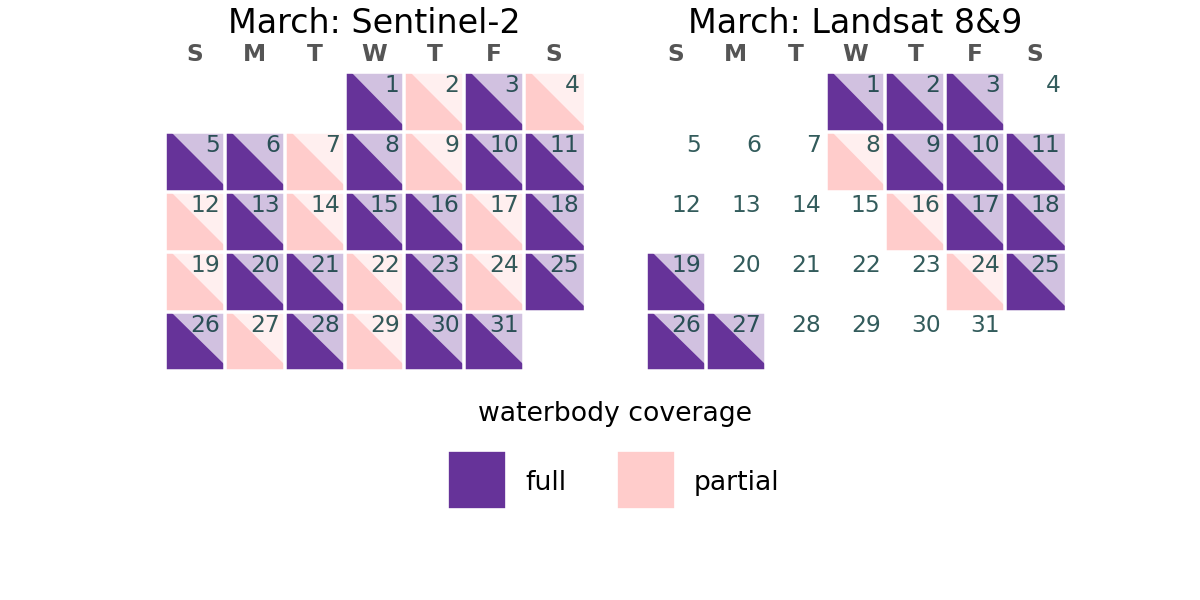 March: Sentinel-2
S M T W T F S
1 2 3 4
5 6 7 8 9 10 11
12 13 14 15 16 17 18
19 20 21 22 23 24 25
26 27 28 29 30 31
March: Landsat 8&9
S M T W T F S
1 2 3 4
5 6 7 8 9 10 11
12 13 14 15 16 17 18
19 20 21 22 23 24 25
26 27 28 29 30 31
waterbody coverage
full partial